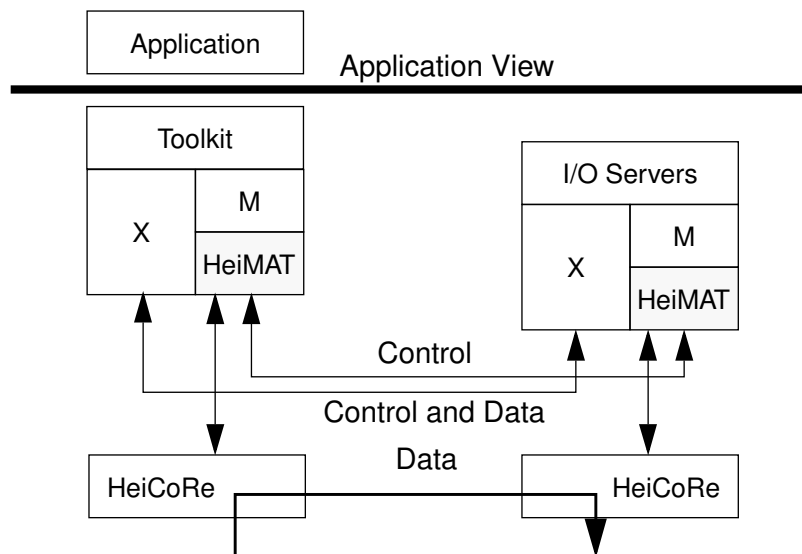 Application
Application View
Toolkit
I/O Servers
X
M
HeiMAT
X
M
HeiMAT
Control
Control and Data
Data
HeiCoRe
HeiCoRe